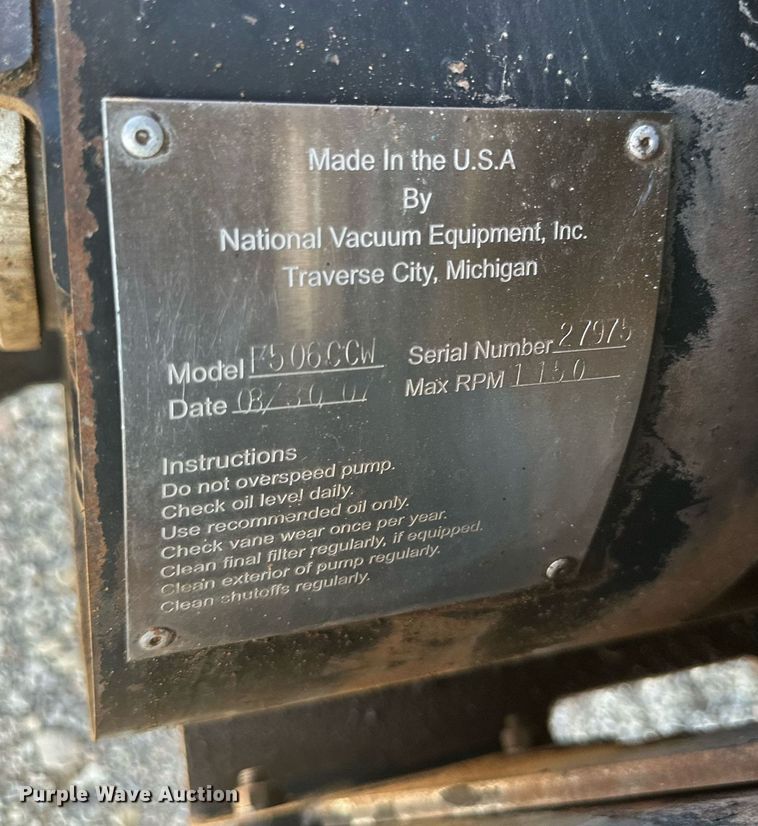 Made In the U.S.A
By
National Vacuum Equipment, Inc.
Traverse City, Michigan
Model F506CCW Serial Number 27975
Date 08/30/07 Max RPM 1150
Instructions
Do not overspeed pump.
Check oil level daily.
Use recommended oil only.
Check vane wear once per year.
Clean final filter regularly, if equipped.
Clean exterior of pump regularly.
Clean shutoffs regularly.
Purple Wave Auction